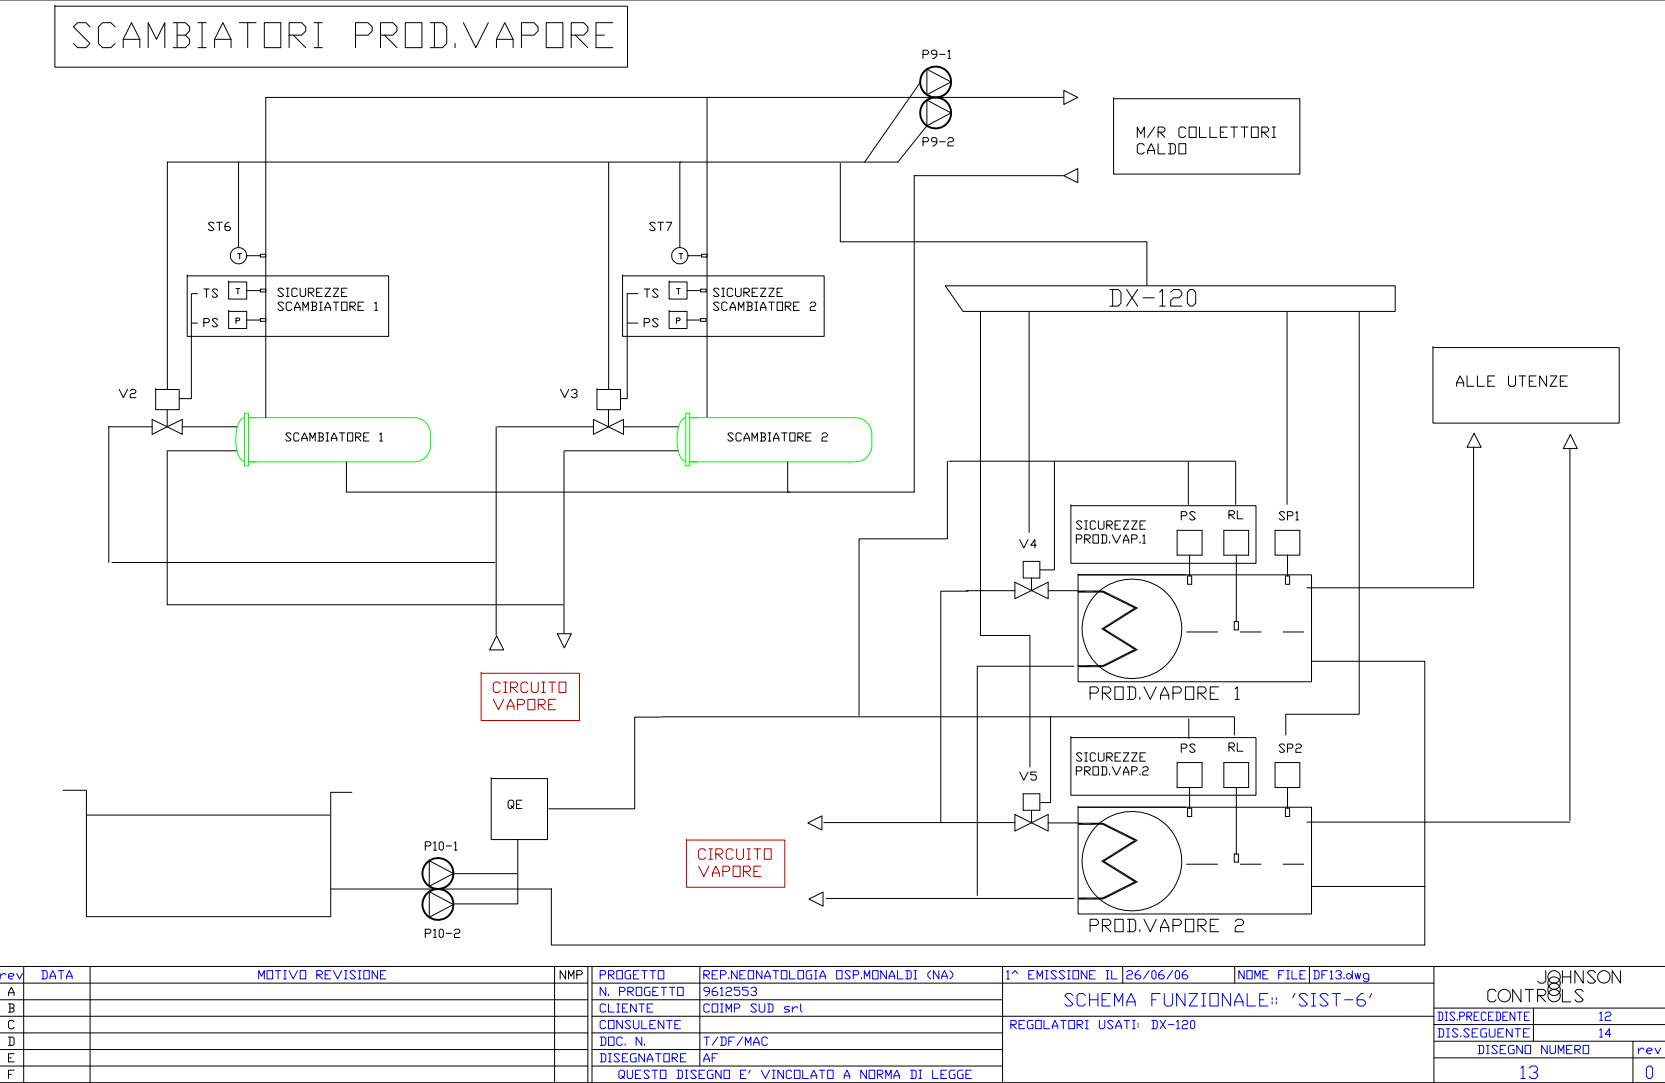 SCAMBIATORI PROD.VAPORE
P9-1
P9-2
M/R COLLETTORI
CALDO
ST6
ST7
T
T
TS
T
SICUREZZE
SCAMBIATORE 1
PS
P
TS
T
SICUREZZE
SCAMBIATORE 2
PS
P
DX-120
V2
V3
ALLE UTENZE
SCAMBIATORE 1
SCAMBIATORE 2
SICUREZZE
PROD.VAP.1
PS
RL
SP1
V4
PROD.VAPORE 1
CIRCUITO
VAPORE
SICUREZZE
PROD.VAP.2
PS
RL
SP2
V5
QE
P10-1
P10-2
CIRCUITO
VAPORE
PROD.VAPORE 2
rev DATA MOTIVO REVISIONE NMP
A
B
C
D
E
F
PROGETTO REP.NEONATOLOGIA OSP.MONALDI (NA)
N. PROGETTO 9612553
CLIENTE COIMP SUD srl
CONSULENTE
DOC. N. T/DF/MAC
DISEGNATORE AF
QUESTO DISEGNO E' VINCOLATO A NORMA DI LEGGE
1^ EMISSIONE IL 26/06/06 NOME FILE DF13.dwg
SCHEMA FUNZIONALE:: 'SIST-6'
REGOLATORI USATI: DX-120
JOHNSON
CONTROLS
DIS.PRECEDENTE 12
DIS.SEGUENTE 14
DISEGNO NUMERO rev
13 0